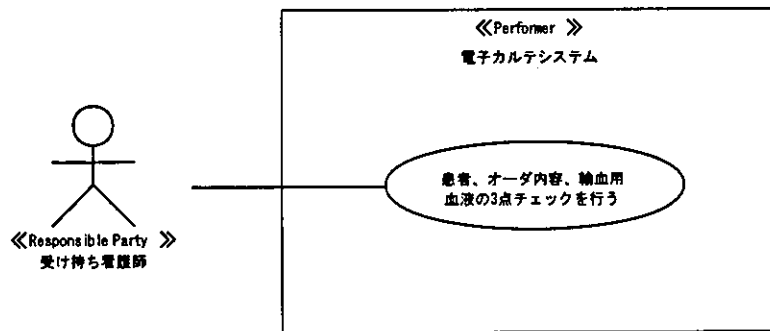 ≪Performer ≫
電子カルテシステム
患者、オーダ内容、輸血用
血液の3点チェックを行う
≪Responsible Party ≫
受け持ち看護師